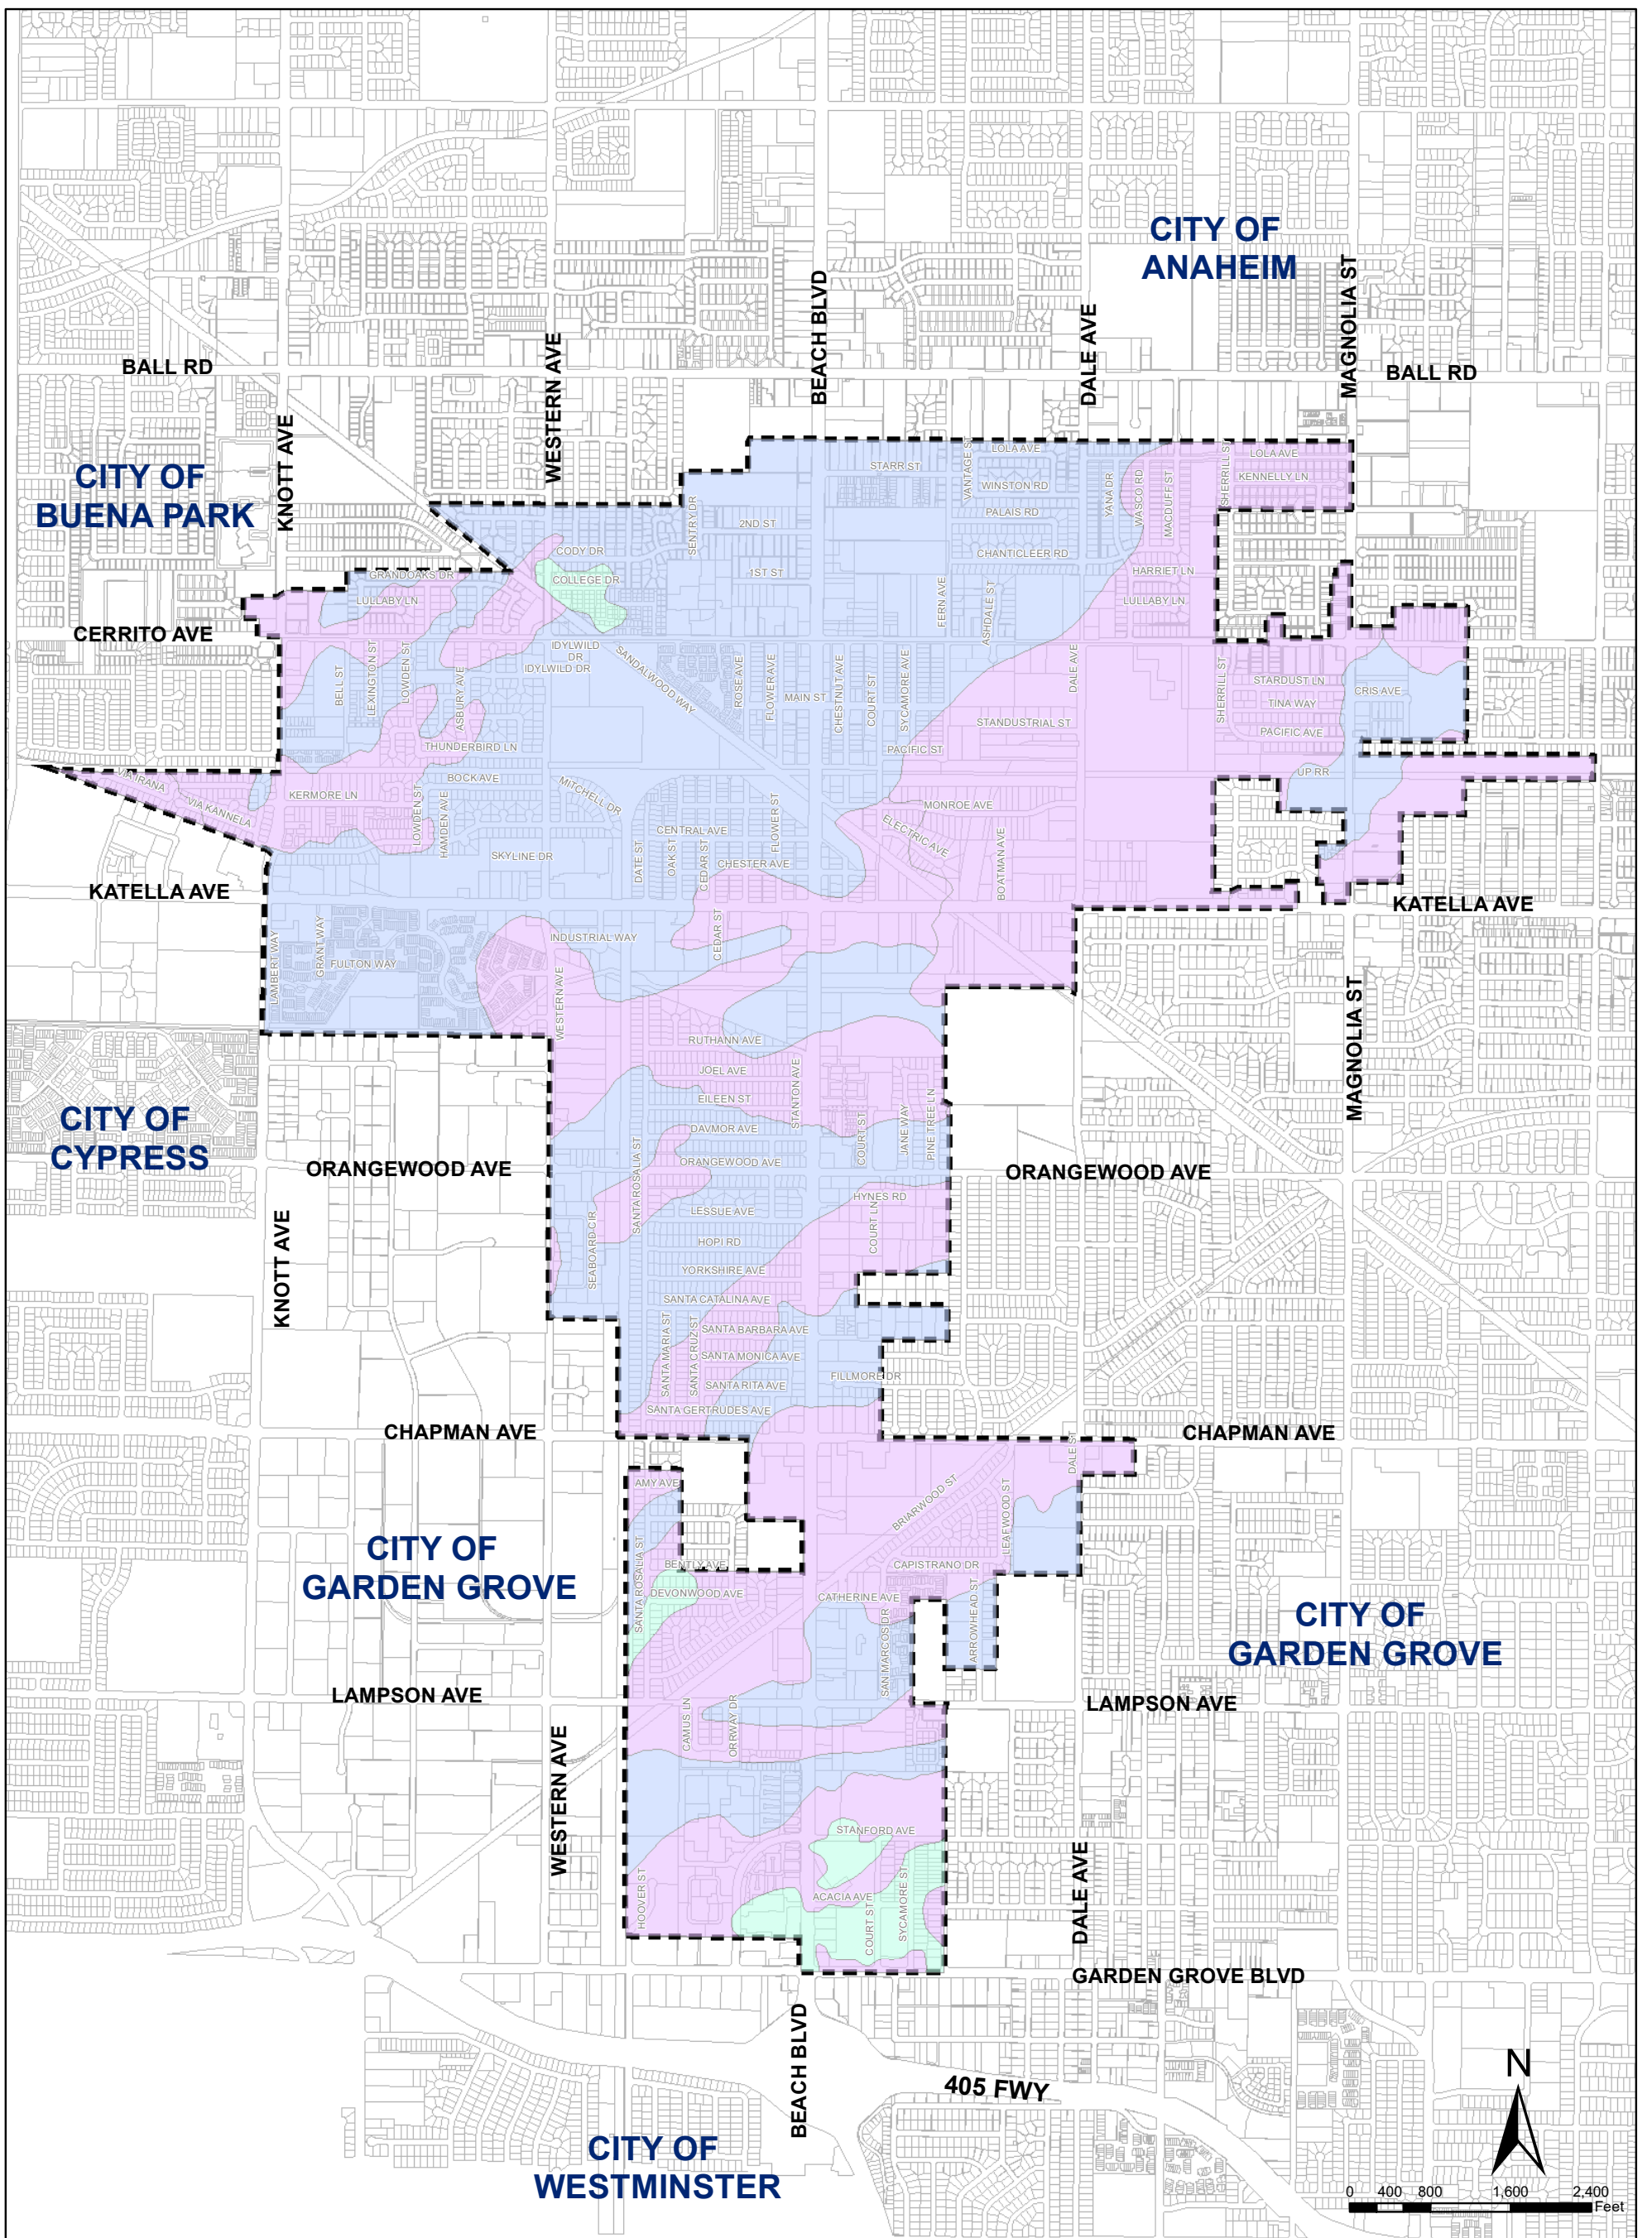 CITY OF
ANAHEIM
BEACH BLVD
MAGNOLIA ST
DALE AVE
WESTERN AVE
BALL RD
BALL RD
KNOTT AVE
CITY OF
BUENA PARK
LOLA AVE
STARR ST
VANTAGE ST
WINSTON RD
PALAIS RD
YANA DR
WASCO RD
MACDUFF ST
SHERRILL ST
LOLA AVE
KENNELLY LN
SENTRY DR
2ND ST
CHANTICLEER RD
CODY DR
COLLEGE DR
1ST ST
HARRIET LN
LULLABY LN
GRANDOAKS DR
LULLABY LN
FERN AVE
ASHDALE ST
CERRITO AVE
BELL ST
LEXINGTON ST
LOWDEN ST
ASBURY AVE
IDYLWILD
DR
IDYLWILD DR
SANDALWOOD WAY
ROSE AVE
FLOWER AVE
MAIN ST
CHESTNUT AVE
COURT ST
SYCAMORE AVE
DALE AVE
SHERRILL ST
STARDUST LN
CRIS AVE
TINA WAY
STANDUSTRIAL ST
PACIFIC AVE
PACIFIC ST
THUNDERBIRD LN
UP RR
VIA IRANA
VIA KANNELA
KERMORE LN
BOCK AVE
LOWDEN ST
HAMDEN AVE
MITCHELL DR
MONROE AVE
ELECTRIC AVE
BOATMAN AVE
CENTRAL AVE
FLOWER ST
SKYLINE DR
DATE ST
OAK ST
CEDAR ST
CHESTER AVE
KATELLA AVE
KATELLA AVE
INDUSTRIAL WAY
CEDAR ST
LAMBERT WAY
GRANT WAY
FULTON WAY
WESTERN AVE
MAGNOLIA ST
RUTHANN AVE
JOEL AVE
EILEEN ST
STANTON AVE
CITY OF
CYPRESS
DAVMOR AVE
COURT ST
JANE WAY
PINE TREE LN
ORANGEWOOD AVE
ORANGEWOOD AVE
ORANGEWOOD AVE
SANTA ROSALIA ST
HYNES RD
LESSUE AVE
COURT LN
KNOTT AVE
SEABOARD CIR
HOPI RD
YORKSHIRE AVE
SANTA CATALINA AVE
SANTA MARIA ST
SANTA CRUZ ST
SANTA BARBARA AVE
SANTA MONICA AVE
FILLMORE DR
SANTA RITA AVE
SANTA GERTRUDES AVE
CHAPMAN AVE
CHAPMAN AVE
DALE ST
AMY AVE
BRIARWOOD ST
LEAFWOOD ST
CITY OF
GARDEN GROVE
SANTA ROSALIA ST
BENTLY AVE
CAPISTRANO DR
DEVONWOOD AVE
CATHERINE AVE
ARROWHEAD ST
SAN MARCOS DR
CITY OF
GARDEN GROVE
LAMPSON AVE
LAMPSON AVE
CAMUS LN
ORRWAY DR
WESTERN AVE
STANFORD AVE
DALE AVE
HOOVER ST
ACACIA AVE
COURT ST
SYCAMORE ST
GARDEN GROVE BLVD
BEACH BLVD
405 FWY
CITY OF
WESTMINSTER
N
0 400 800 1,600 2,400
Feet